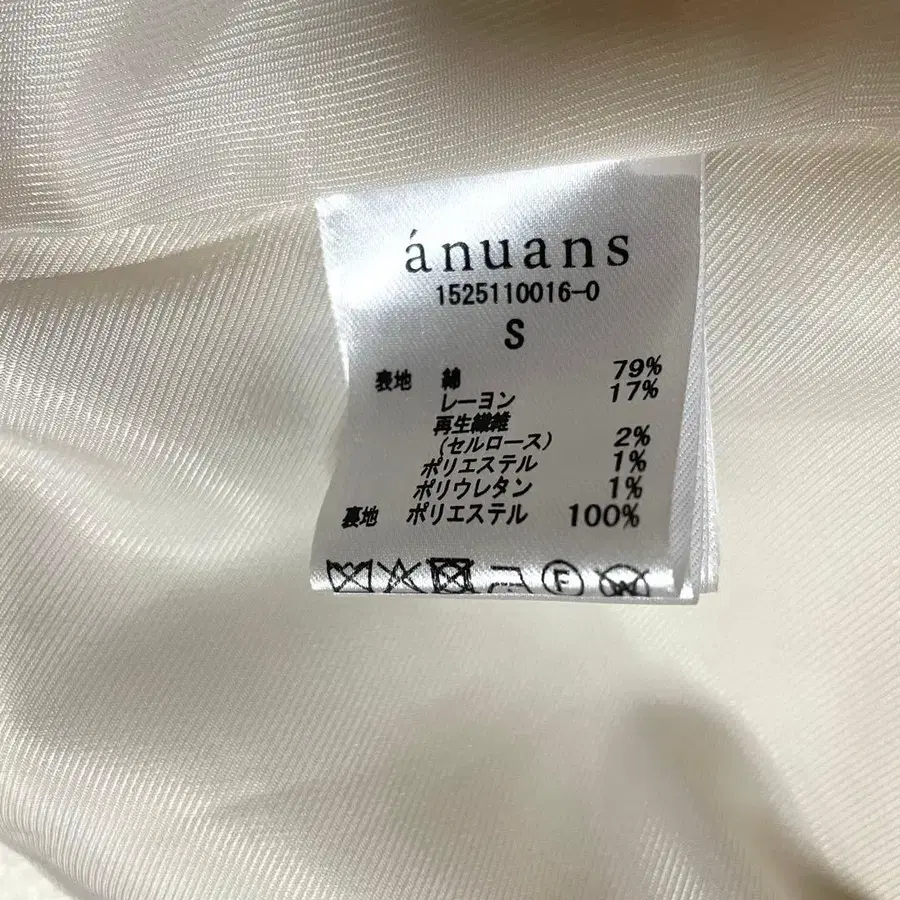 ánuans
1525110016-0
S
表地 綿 79%
レーヨン 17%
再生繊維
(セルロース) 2%
ポリエステル 1%
ポリウレタン 1%
裏地 ポリエステル 100%
F W